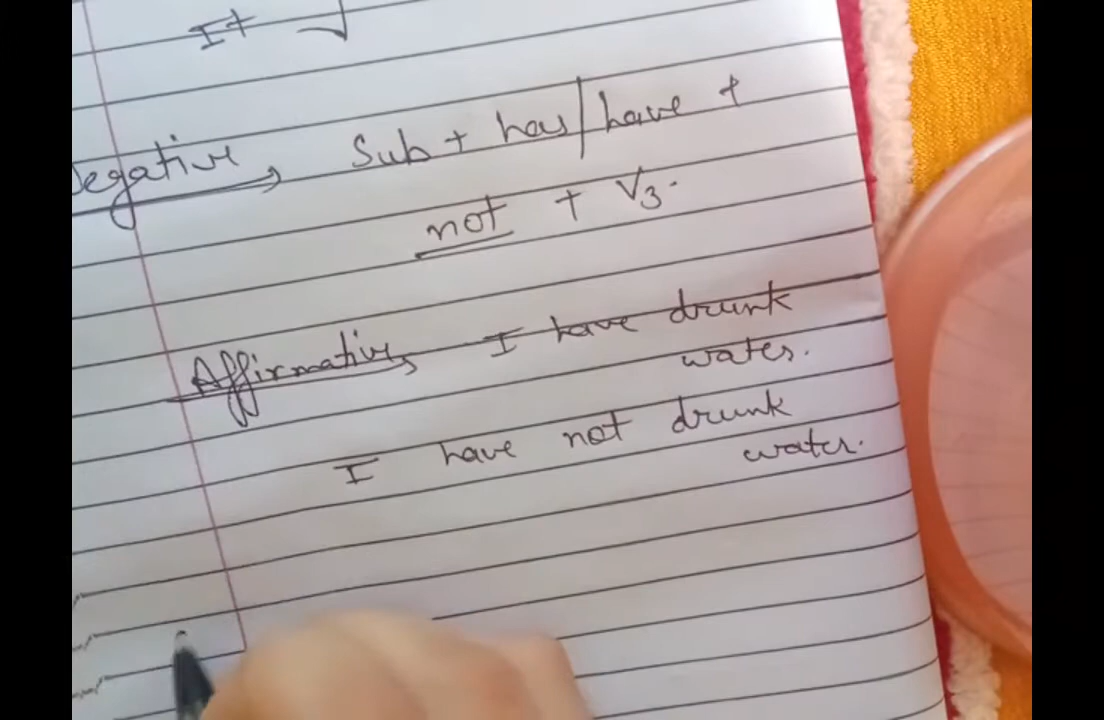 It
Negative → Sub + has/have +
not + V3.
Affirmative → I have drunk
water.
I have not drunk
water.